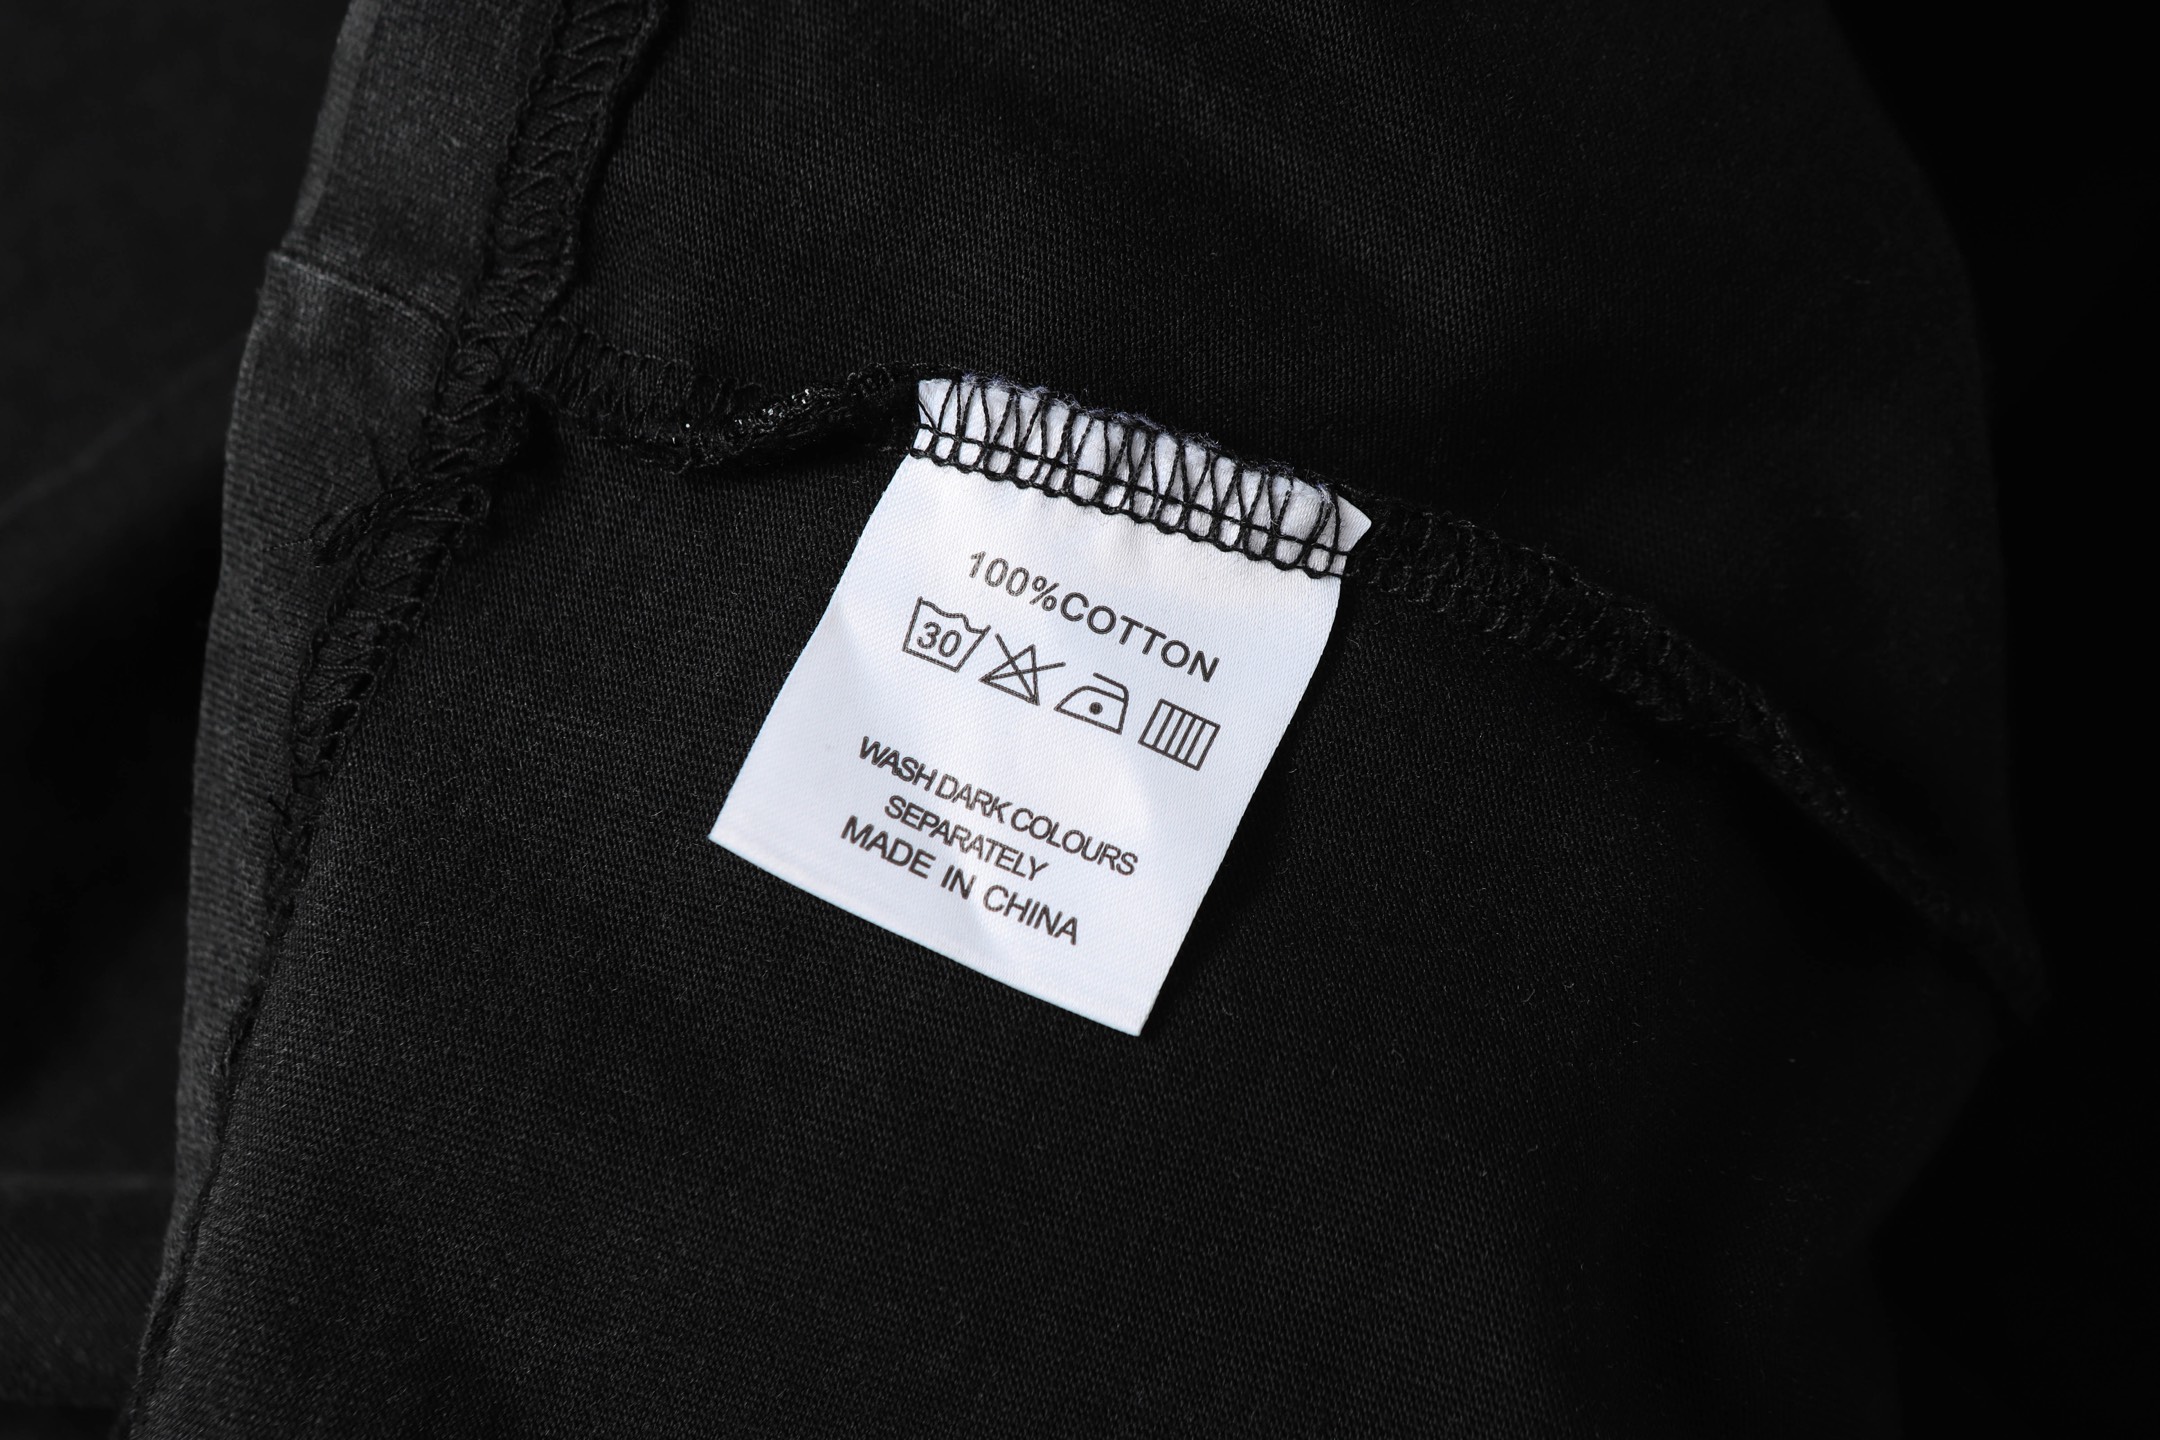 100%COTTON
30
WASH DARK COLOURS
SEPARATELY
MADE IN CHINA